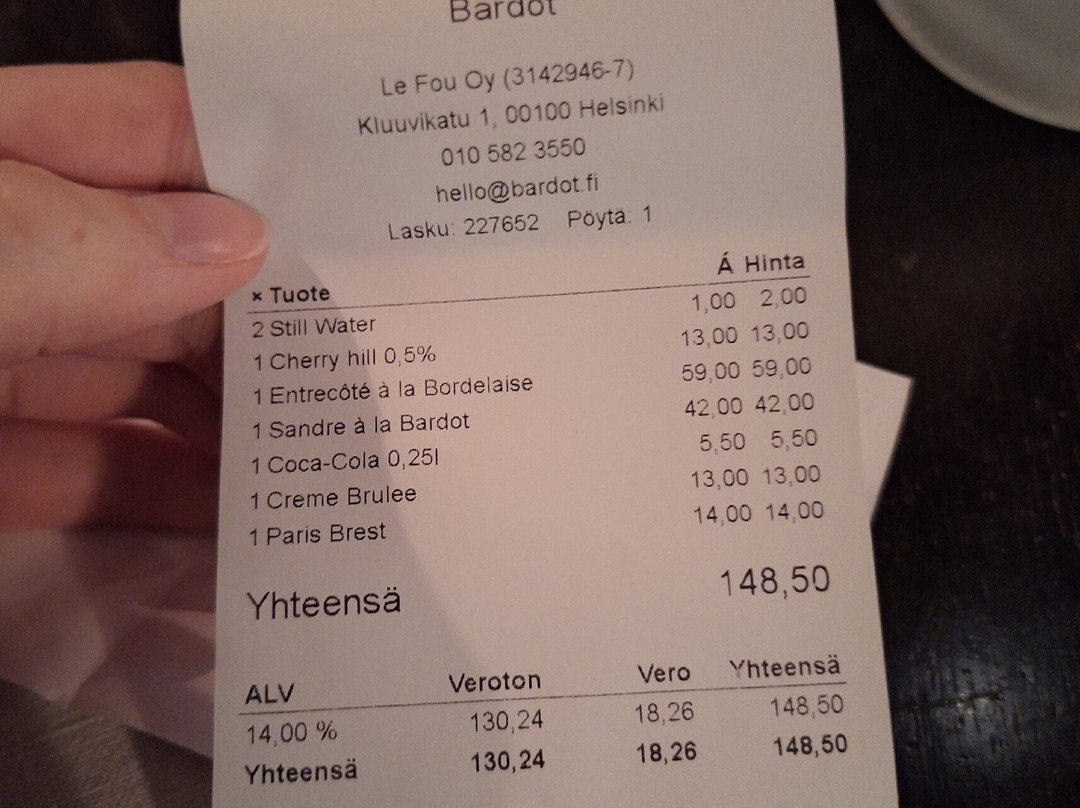 Bardot
Le Fou Oy (3142946-7)
Kluuvikatu 1, 00100 Helsinki
010 582 3550
hello@bardot.fi
Lasku: 227652 Pöytä: 1
× Tuote Á Hinta
2 Still Water 1,00 2,00
1 Cherry hill 0,5% 13,00 13,00
1 Entrecôté à la Bordelaise 59,00 59,00
1 Sandre à la Bardot 42,00 42,00
1 Coca-Cola 0,25l 5,50 5,50
1 Creme Brulee 13,00 13,00
1 Paris Brest 14,00 14,00
Yhteensä 148,50
ALV Veroton Vero Yhteensä
14,00 % 130,24 18,26 148,50
Yhteensä 130,24 18,26 148,50